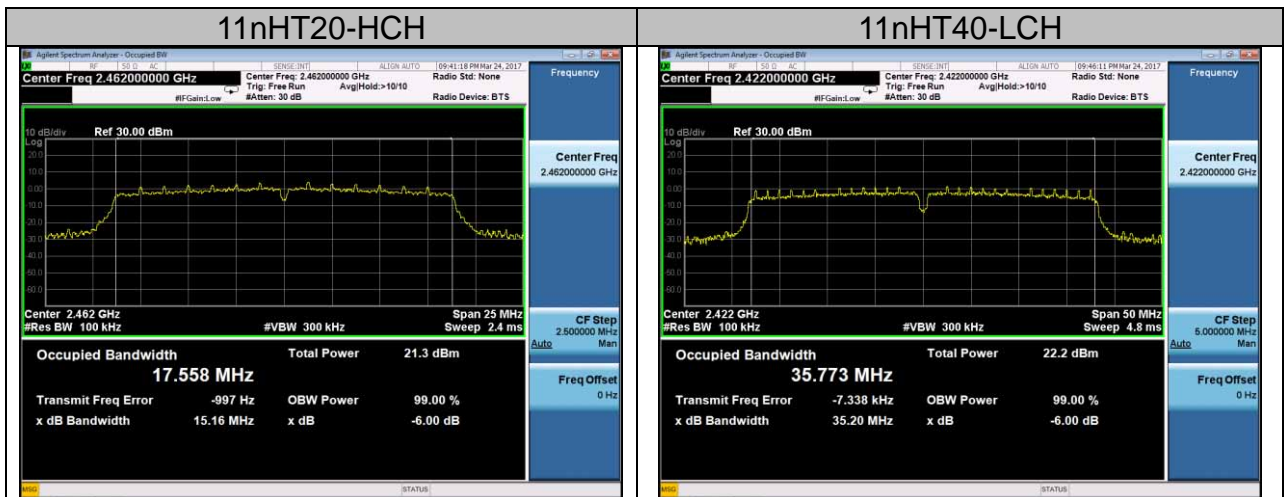 11nHT20-HCH
Agilent Spectrum Analyzer - Occupied BW
RF 50 Ω AC SENSE:INT ALIGN AUTO 09:41:18 PM Mar 24, 2017
Center Freq 2.462000000 GHz
Center Freq: 2.462000000 GHz
Radio Std: None
Trig: Free Run Avg|Hold:>10/10
#IFGain:Low #Atten: 30 dB Radio Device: BTS
10 dB/div Ref 30.00 dBm
Log
20.0
10.0
0.00
10.0
20.0
30.0
40.0
50.0
60.0
Center 2.462 GHz Span 25 MHz
#Res BW 100 kHz #VBW 300 kHz Sweep 2.4 ms
Occupied Bandwidth Total Power 21.3 dBm
17.558 MHz
Transmit Freq Error -997 Hz OBW Power 99.00 %
x dB Bandwidth 15.16 MHz x dB -6.00 dB
MSG STATUS
Frequency
Center Freq
2.462000000 GHz
CF Step
2.500000 MHz
Auto Man
Freq Offset
0 Hz
11nHT40-LCH
Agilent Spectrum Analyzer - Occupied BW
RF 50 Ω AC SENSE:INT ALIGN AUTO 09:46:11 PM Mar 24, 2017
Center Freq 2.422000000 GHz
Center Freq: 2.422000000 GHz
Radio Std: None
Trig: Free Run Avg|Hold:>10/10
#IFGain:Low #Atten: 30 dB Radio Device: BTS
10 dB/div Ref 30.00 dBm
Log
20.0
10.0
0.00
10.0
20.0
30.0
40.0
50.0
60.0
Center 2.422 GHz Span 50 MHz
#Res BW 100 kHz #VBW 300 kHz Sweep 4.8 ms
Occupied Bandwidth Total Power 22.2 dBm
35.773 MHz
Transmit Freq Error -7.338 kHz OBW Power 99.00 %
x dB Bandwidth 35.20 MHz x dB -6.00 dB
MSG STATUS
Frequency
Center Freq
2.422000000 GHz
CF Step
5.000000 MHz
Auto Man
Freq Offset
0 Hz